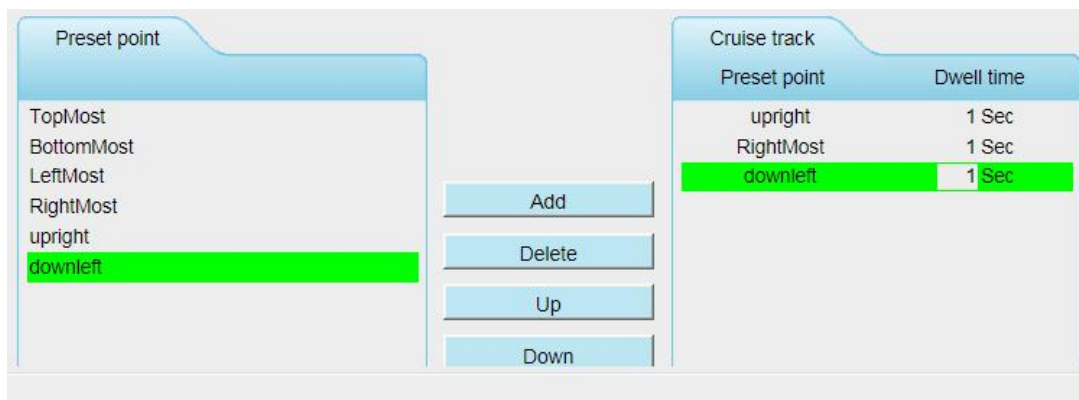 Preset point
TopMost
BottomMost
LeftMost
RightMost
upright
downleft
Add
Delete
Up
Down
Cruise track
Preset point Dwell time
upright 1 Sec
RightMost 1 Sec
downleft 1 Sec